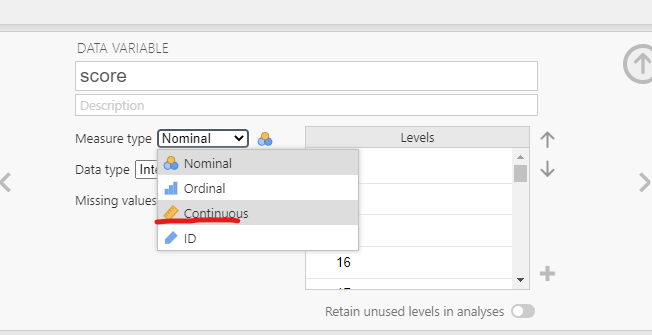 DATA VARIABLE
score
Description
Measure type Nominal
Levels
Nominal
Data type
Ordinal
Missing values
Continuous
ID
16
Retain unused levels in analyses